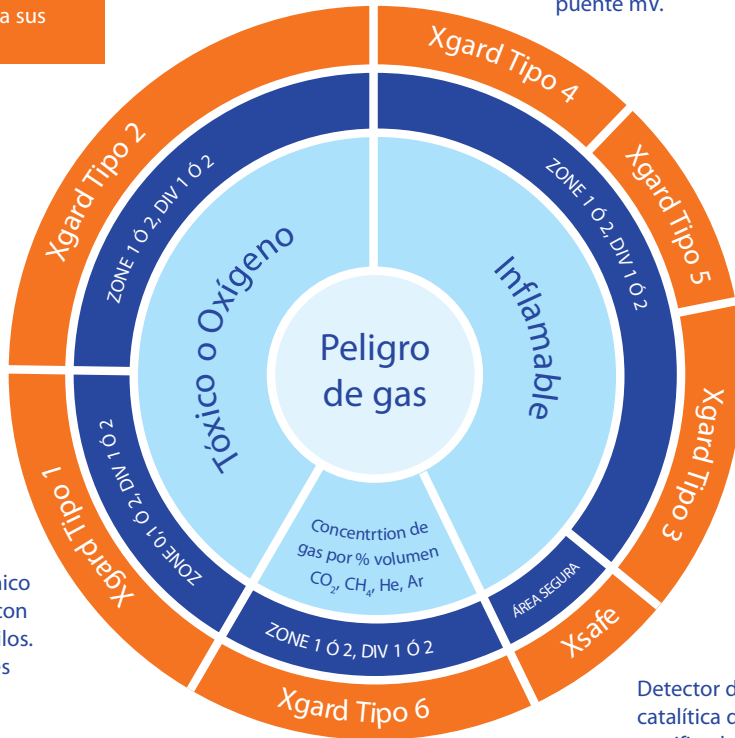 a sus
puente mV.
Xgard Tipo 4
Xgard Tipo 2
Xgard Tipo 5
ZONE 1 Ó 2, DIV 1 Ó 2
ZONE 1 Ó 2, DIV 1 Ó 2
Tóxico o Oxígeno
Inflamable
Peligro
de gas
Xgard Tipo 3
Xgard Tipo 1
ZONE 0,1 Ó 2, DIV 1 Ó 2
Concentrtion de
gas por % volumen
CO₂, CH₄, He, Ar
ÁREA SEGURA
ZONE 1 Ó 2, DIV 1 Ó 2
Xsafe
Xgard Tipo 6
con
Detector d
catalítica